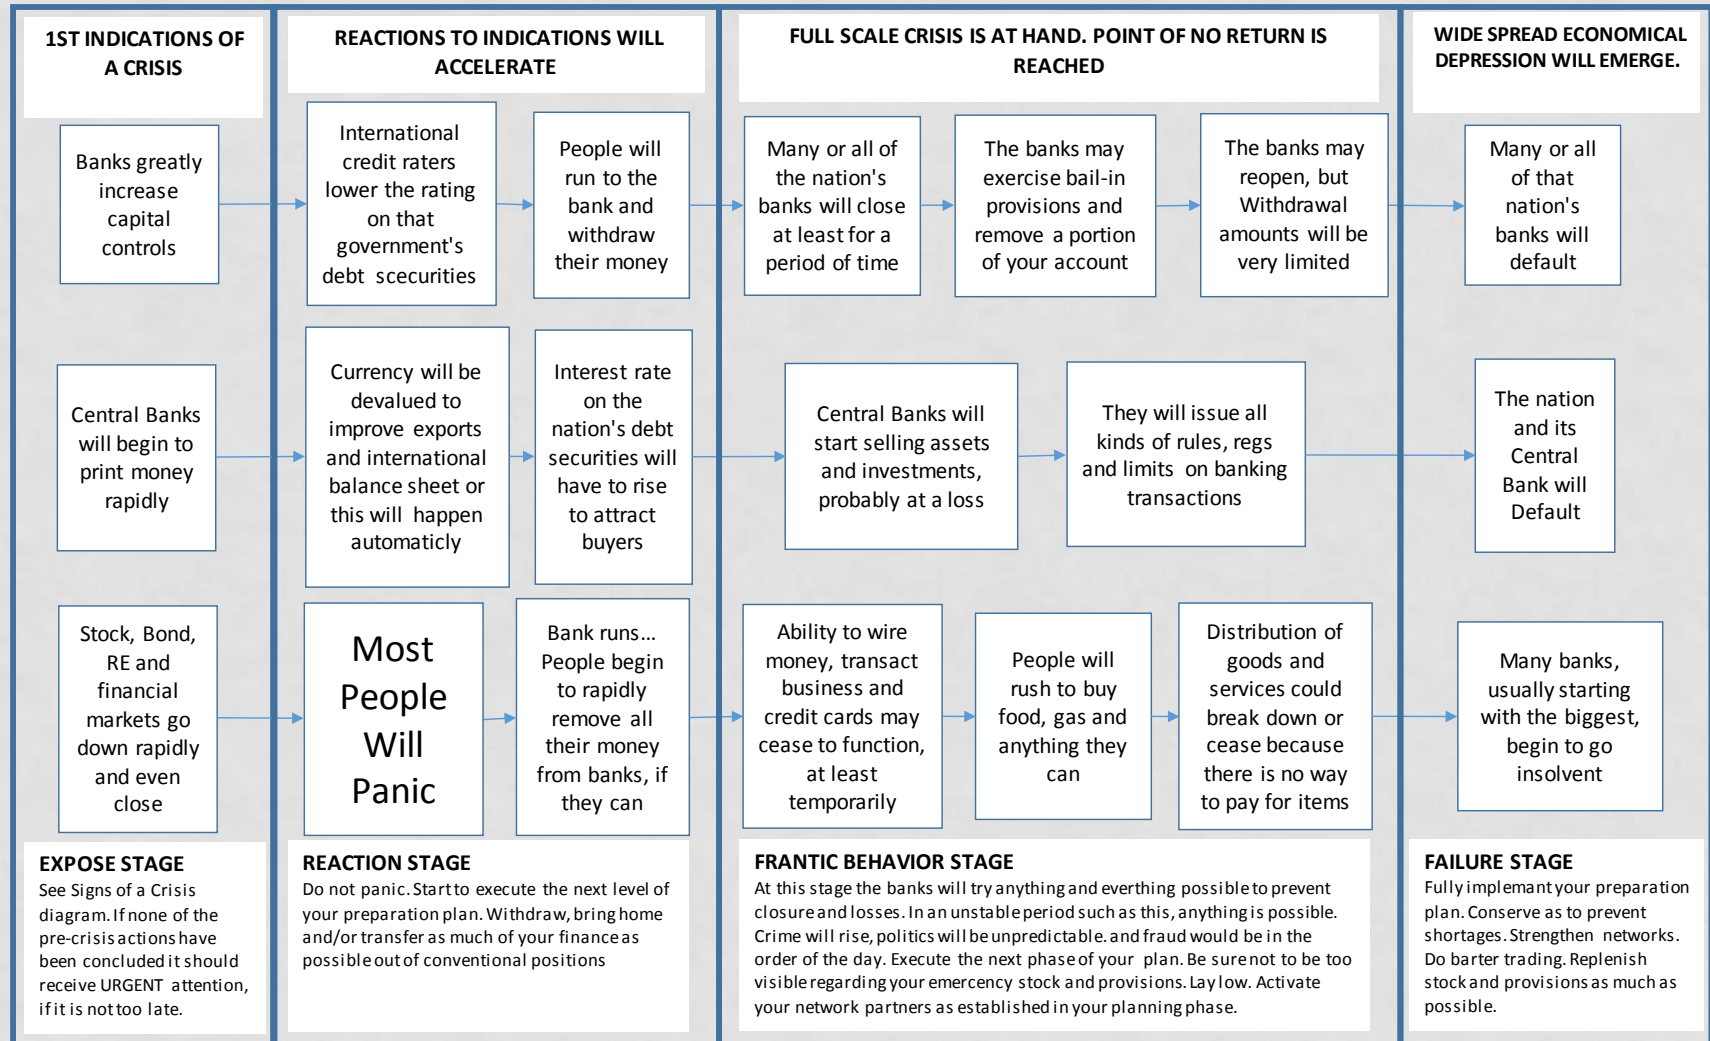 1ST INDICATIONS OF
A CRISIS
REACTIONS TO INDICATIONS WILL
ACCELERATE
FULL SCALE CRISIS IS AT HAND. POINT OF NO RETURN IS
REACHED
WIDE SPREAD ECONOMICAL
DEPRESSION WILL EMERGE.
Banks greatly
increase
capital
controls
International
credit raters
lower the rating
on that
government's
debt scecurities
People will
run to the
bank and
withdraw
their money
Many or all of
the nation's
banks will close
at least for a
period of time
The banks may
exercise bail-in
provisions and
remove a portion
of your account
The banks may
reopen, but
Withdrawal
amounts will be
very limited
Many or all
of that
nation's
banks will
default
Central Banks
will begin to
print money
rapidly
Currency will be
devalued to
improve exports
and international
balance sheet or
this will happen
automaticly
Interest rate
on the
nation's debt
securities will
have to rise
to attract
buyers
Central Banks will
start selling assets
and investments,
probably at a loss
They will issue all
kinds of rules, regs
and limits on banking
transactions
The nation
and its
Central
Bank will
Default
Stock, Bond,
RE and
financial
markets go
down rapidly
and even
close
Most
People
Will
Panic
Bank runs...
People begin
to rapidly
remove all
their money
from banks, if
they can
Ability to wire
money, transact
business and
credit cards may
cease to function,
at least
temporarily
People will
rush to buy
food, gas and
anything they
can
Distribution of
goods and
services could
break down or
cease because
there is no way
to pay for items
Many banks,
usually starting
with the biggest,
begin to go
insolvent
EXPOSE STAGE
See Signs of a Crisis
diagram. If none of the
pre-crisis actions have
been concluded it should
receive URGENT attention,
if it is not too late.
REACTION STAGE
Do not panic. Start to execute the next level of
your preparation plan. Withdraw, bring home
and/or transfer as much of your finance as
possible out of conventional positions
FRANTIC BEHAVIOR STAGE
At this stage the banks will try anything and everthing possible to prevent
closure and losses. In an unstable period such as this, anything is possible.
Crime will rise, politics will be unpredictable. and fraud would be in the
order of the day. Execute the next phase of your plan. Be sure not to be too
visible regarding your emercency stock and provisions. Lay low. Activate
your network partners as established in your planning phase.
FAILURE STAGE
Fully implemant your preparation
plan. Conserve as to prevent
shortages. Strengthen networks.
Do barter trading. Replenish
stock and provisions as much as
possible.